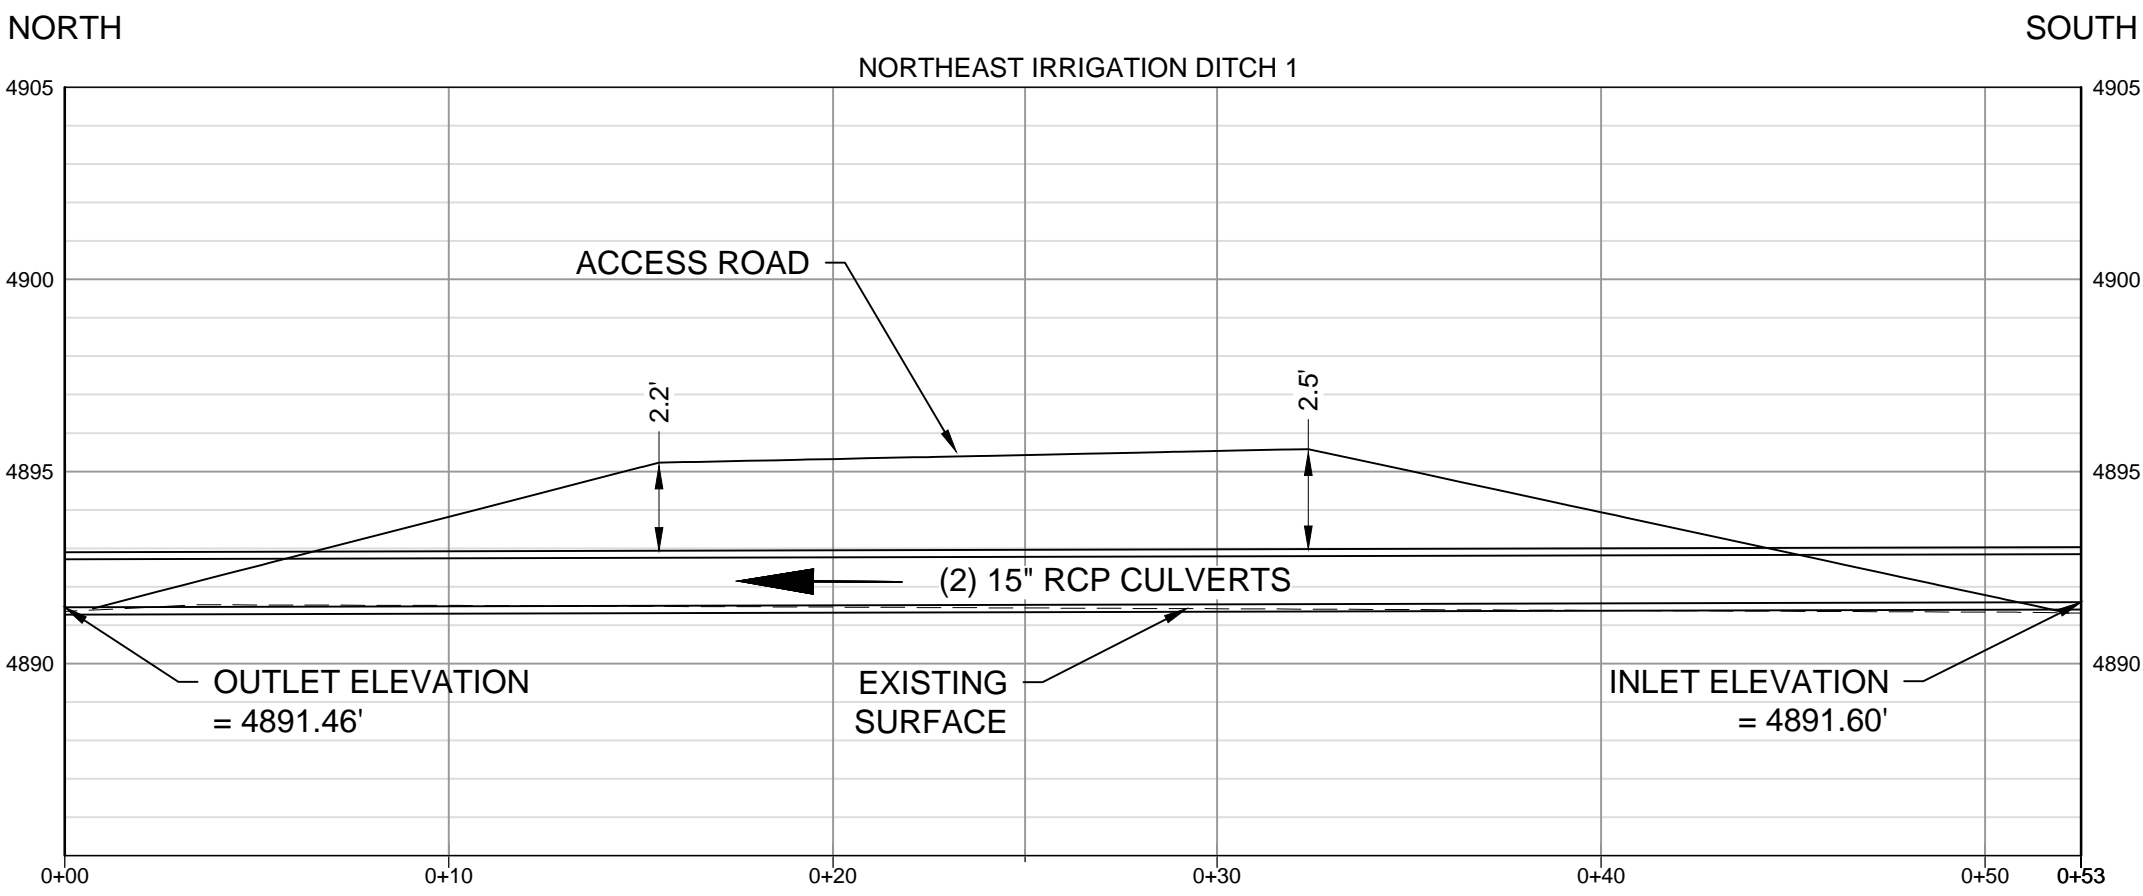 NORTH
SOUTH
NORTHEAST IRRIGATION DITCH 1
4905
4905
ACCESS ROAD
4900
4900
2.2'
2.5'
4895
4895
(2) 15" RCP CULVERTS
4890
4890
OUTLET ELEVATION
= 4891.46'
EXISTING
SURFACE
INLET ELEVATION
= 4891.60'
0+00
0+10
0+20
0+30
0+40
0+50
0+53